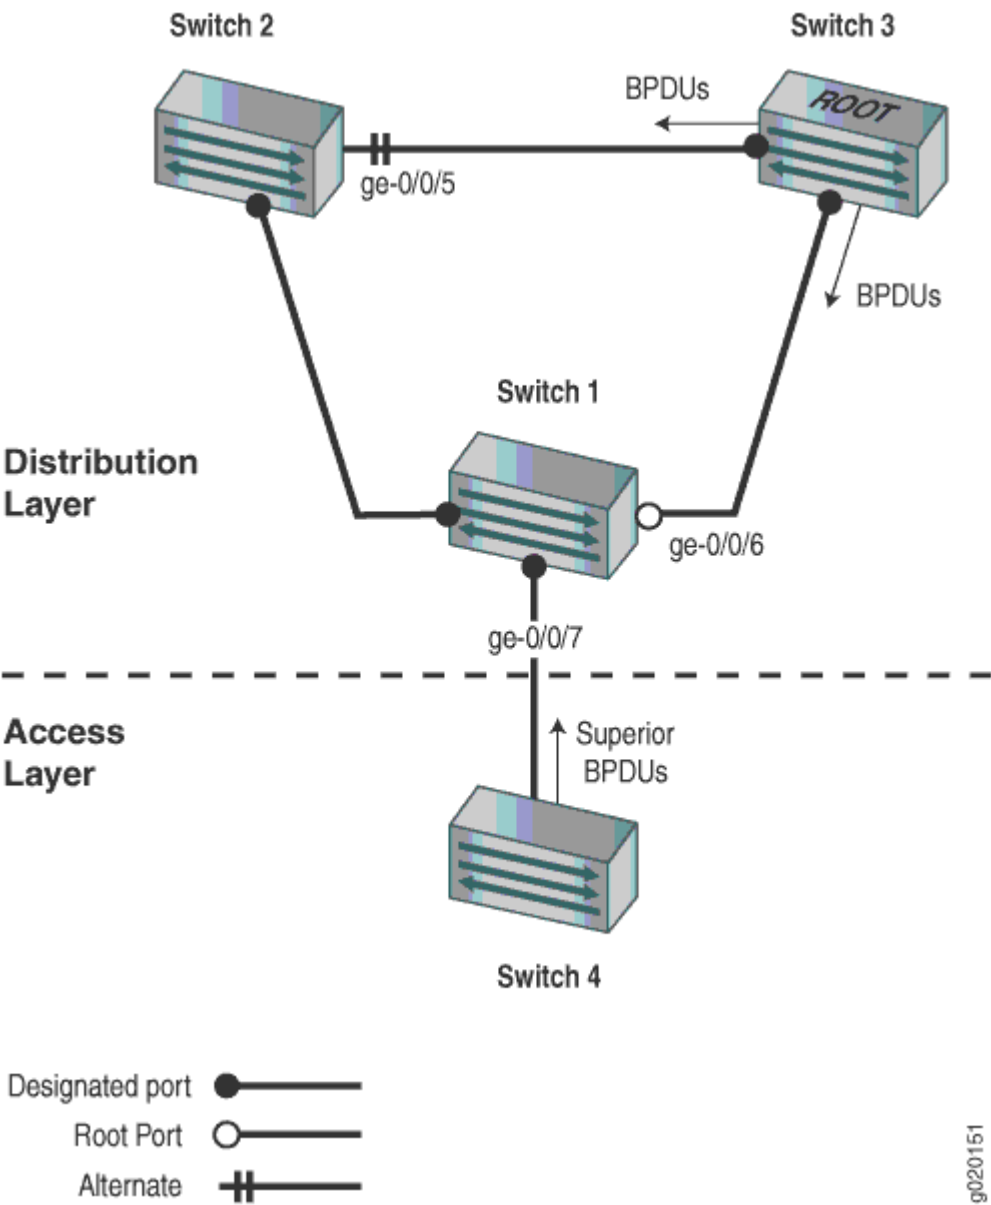 Switch 2
Switch 3
BPDUs
ROOT
ge-0/0/5
BPDUs
Switch 1
Distribution
Layer
ge-0/0/6
ge-0/0/7
Access
Layer
Superior
BPDUs
Switch 4
Designated port
Root Port
Alternate
g020151